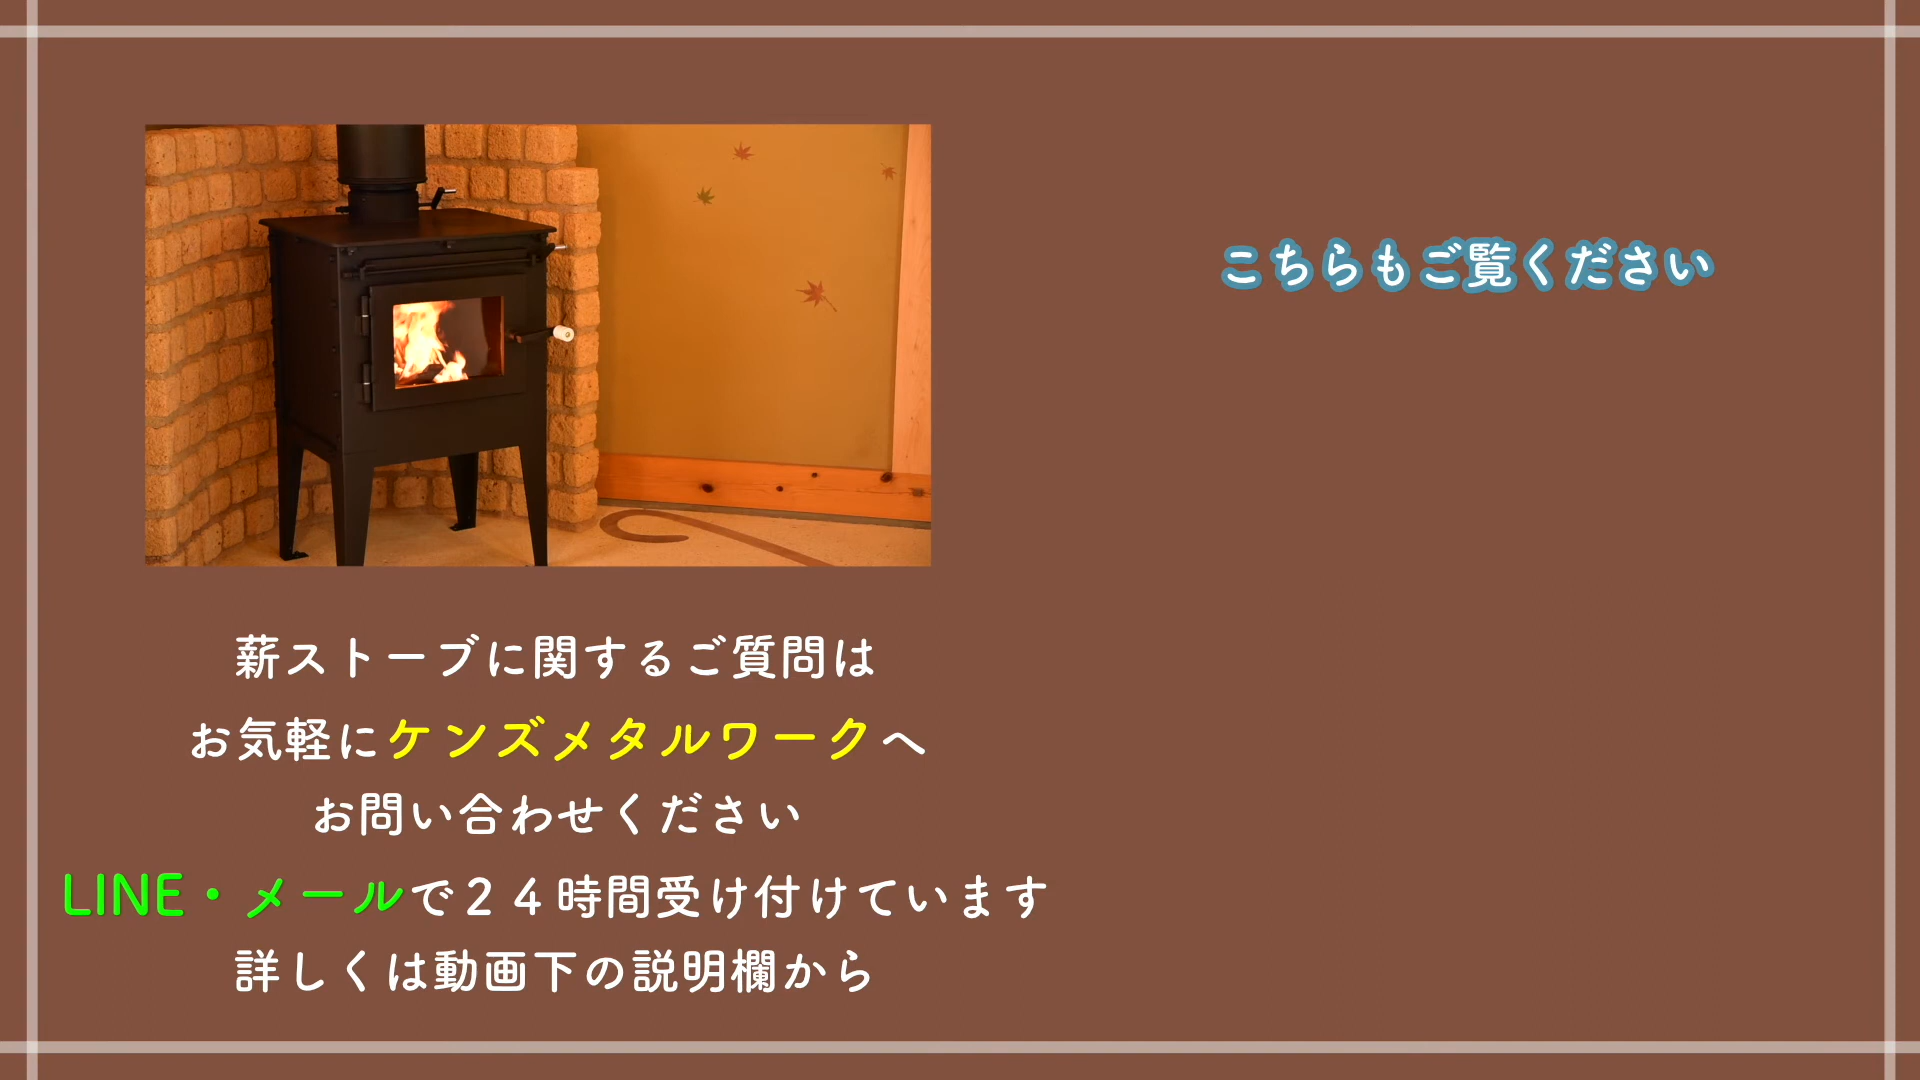 こちらもご覧ください
薪ストーブに関するご質問は
お気軽にケンズメタルワークへ
お問い合わせください
LINE・メールで２４時間受け付けています
詳しくは動画下の説明欄から